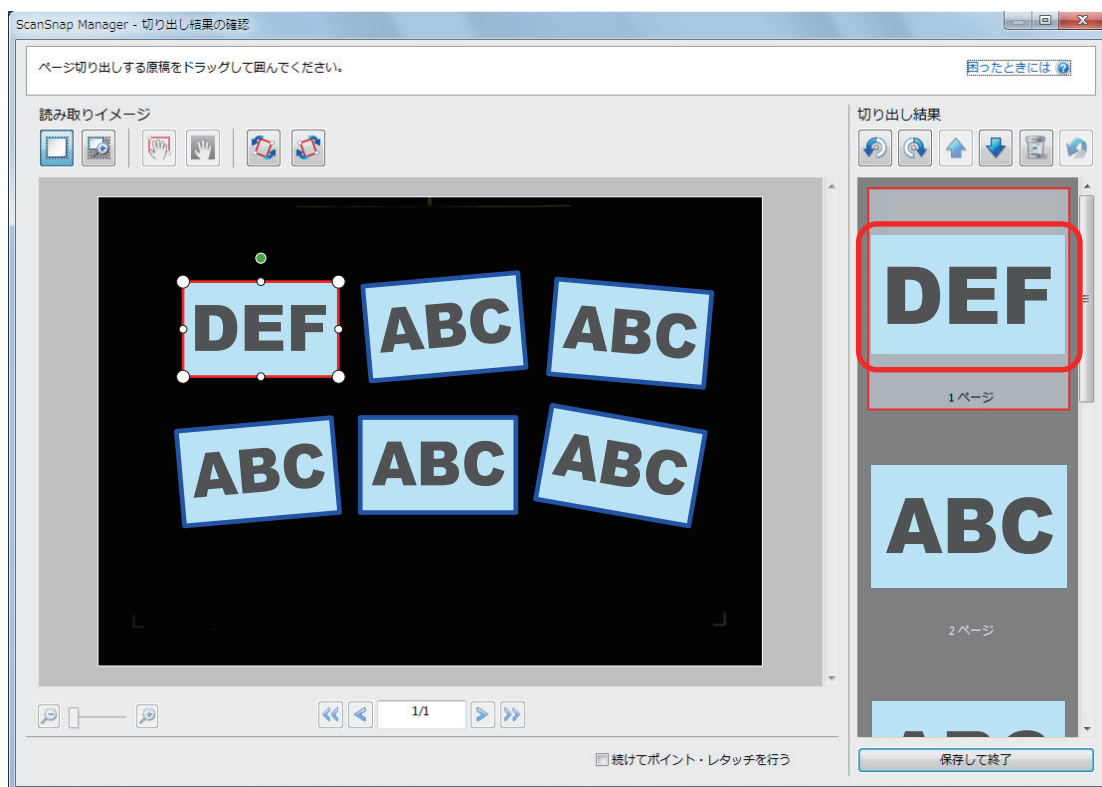 ScanSnap Manager - 切り出し結果の確認
ページ切り出しする原稿をドラッグして囲んでください。
困ったときには
読み取りイメージ
切り出し結果
DEF ABC ABC
ABC ABC ABC
DEF
1 ページ
ABC
2 ページ
1/1
続けてポイント・レタッチを行う
保存して終了